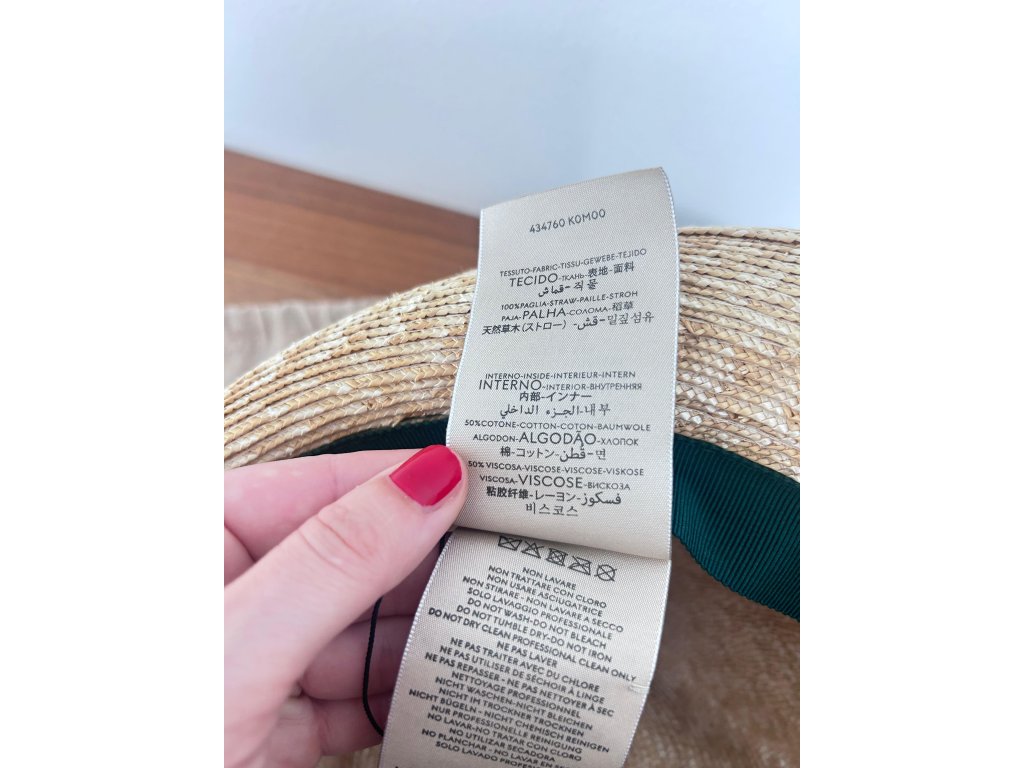 434760 K0M00
TESSUTO-FABRIC-TISSU-GEWEBE-TEJIDO
TECIDO-ТКАНЬ-表地-面料
직물-قماش
100%PAGLIA-STRAW-PAILLE-STROH
PAJA-PALHA-СОЛОМА-稻草
天然草木(ストロー)-قش-밀짚섬유
INTERNO-INSIDE-INTERIEUR-INTERN
INTERNO-INTERIOR-ВНУТРЕННЯЯ
内部-インナー
내부-الجزء الداخلي
50%COTONE-COTTON-COTON-BAUMWOLE
ALGODON-ALGODÃO-ХЛОПОК
棉-コットン-قطن-면
50% VISCOSA-VISCOSE-VISCOSE-VISKOSE
VISCOSA-VISCOSE-ВИСКОЗА
粘胶纤维-レーヨン-فسكوز
비스코스
NON LAVARE
NON TRATTARE CON CLORO
NON USARE ASCIUGATRICE
NON STIRARE - NON LAVARE A SECCO
SOLO LAVAGGIO PROFESSIONALE
DO NOT WASH-DO NOT BLEACH
DO NOT TUMBLE DRY-DO NOT IRON
DO NOT DRY CLEAN PROFESSIONAL CLEAN ONLY
NE PAS LAVER
NE PAS TRAITER AVEC DU CHLORE
NE PAS UTILISER DE SÉCHOIR À LINGE
NE PAS REPASSER - NE PAS NETTOYER À SEC
NETTOYAGE PROFESSIONNEL
NICHT WASCHEN-NICHT BLEICHEN
NICHT IM TROCKNER TROCKNEN
NICHT BÜGELN - NICHT CHEMISCH REINIGEN
NUR PROFESSIONELLE REINIGUNG
NO LAVAR-NO TRATAR CON CLORO
NO UTILIZAR SECADORA
NO PLANCHAR - NO LAVAR EN SECO
SOLO LAVADO PROFESIONAL